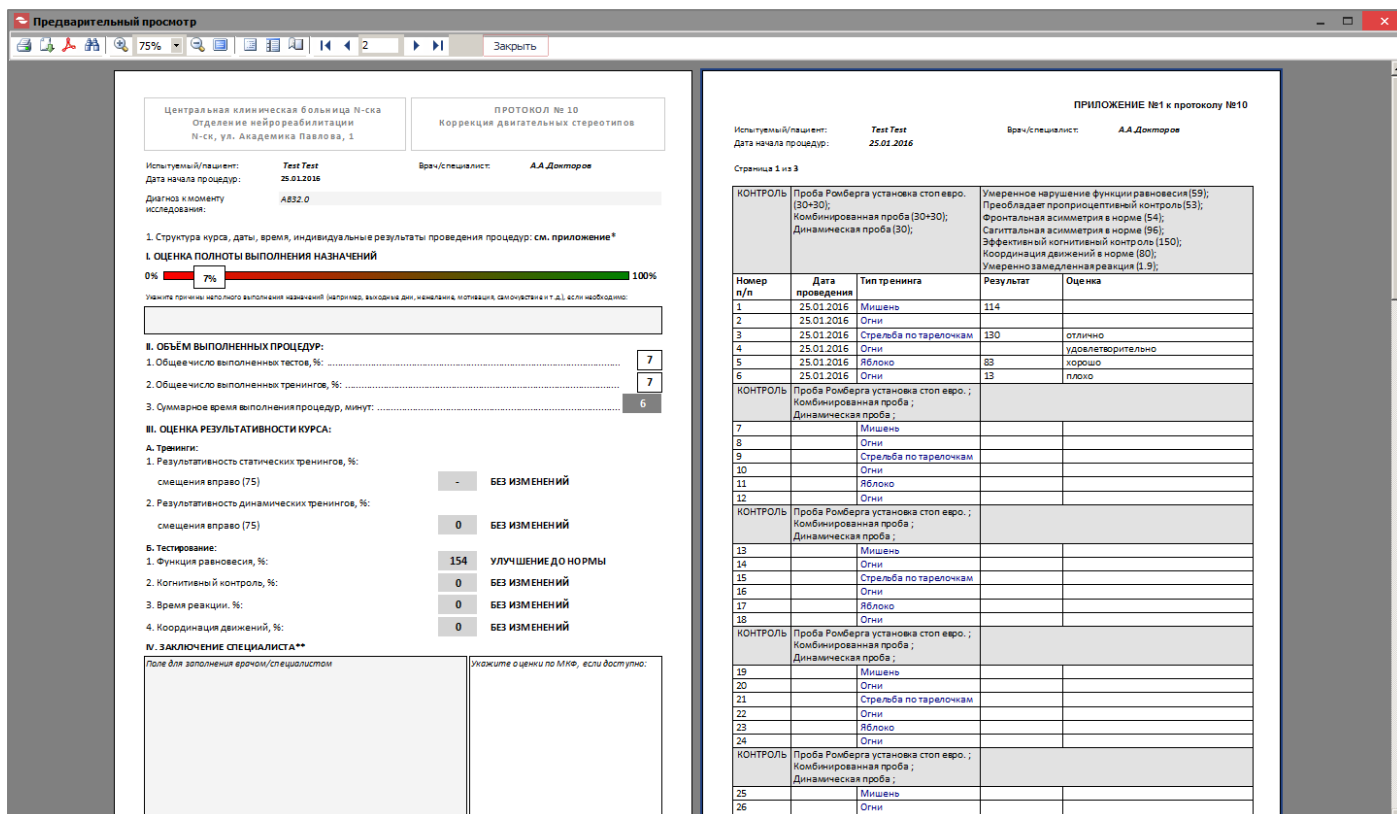 Предварительный просмотр
75% 2 Закрыть
Центральная клиническая больница N-ска
Отделение нейрореабилитации
N-ск, ул. Академика Павлова, 1
ПРОТОКОЛ № 10
Коррекция двигательных стереотипов
Испытуемый/пациент: Test Test Врач/специалист: А.А.Докторов
Дата начала процедур: 25.01.2016
Диагноз к моменту исследования: AB32.0
1. Структура курса, даты, время, индивидуальные результаты проведения процедур: см. приложение*
I. ОЦЕНКА ПОЛНОТЫ ВЫПОЛНЕНИЯ НАЗНАЧЕНИЙ
0% 7% 100%
Укажите причины неполного выполнения назначений (например, выходные дни, нежелание, мотивация, самочувствие и т.д.), если необходимо:
II. ОБЪЁМ ВЫПОЛНЕННЫХ ПРОЦЕДУР:
1. Общее число выполненных тестов, %: 7
2. Общее число выполненных тренингов, %: 7
3. Суммарное время выполнения процедур, минут: 6
III. ОЦЕНКА РЕЗУЛЬТАТИВНОСТИ КУРСА:
А. Тренинги:
1. Результативность статических тренингов, %:
смещения вправо (75) - БЕЗ ИЗМЕНЕНИЙ
2. Результативность динамических тренингов, %:
смещения вправо (75) 0 БЕЗ ИЗМЕНЕНИЙ
Б. Тестирование:
1. Функция равновесия, %: 154 УЛУЧШЕНИЕ ДО НОРМЫ
2. Когнитивный контроль, %: 0 БЕЗ ИЗМЕНЕНИЙ
3. Время реакции. %: 0 БЕЗ ИЗМЕНЕНИЙ
4. Координация движений, %: 0 БЕЗ ИЗМЕНЕНИЙ
IV. ЗАКЛЮЧЕНИЕ СПЕЦИАЛИСТА**
Поле для заполнения врачом/специалистом
Укажите оценки по МКФ, если доступно:
ПРИЛОЖЕНИЕ №1 к протоколу №10
Испытуемый/пациент: Test Test Врач/специалист: А.А.Докторов
Дата начала процедур: 25.01.2016
Страница 1 из 3
КОНТРОЛЬ
Проба Ромберга установка стоп евро.
(30+30);
Комбинированная проба (30+30);
Динамическая проба (30);
Умеренное нарушение функции равновесия (59);
Преобладает проприоцептивный контроль (53);
Фронтальная асимметрия в норме (54);
Сагиттальная асимметрия в норме (96);
Эффективный когнитивный контроль (150);
Координация движений в норме (80);
Умеренно замедленная реакция (1.9);
Номер п/п Дата проведения Тип тренинга Результат Оценка
1 25.01.2016 Мишень 114
2 25.01.2016 Огни
3 25.01.2016 Стрельба по тарелочкам 130 отлично
4 25.01.2016 Огни удовлетворительно
5 25.01.2016 Яблоко 83 хорошо
6 25.01.2016 Огни 13 плохо
КОНТРОЛЬ Проба Ромберга установка стоп евро. ;
Комбинированная проба ;
Динамическая проба ;
7 Мишень
8 Огни
9 Стрельба по тарелочкам
10 Огни
11 Яблоко
12 Огни
КОНТРОЛЬ Проба Ромберга установка стоп евро. ;
Комбинированная проба ;
Динамическая проба ;
13 Мишень
14 Огни
15 Стрельба по тарелочкам
16 Огни
17 Яблоко
18 Огни
КОНТРОЛЬ Проба Ромберга установка стоп евро. ;
Комбинированная проба ;
Динамическая проба ;
19 Мишень
20 Огни
21 Стрельба по тарелочкам
22 Огни
23 Яблоко
24 Огни
КОНТРОЛЬ Проба Ромберга установка стоп евро. ;
Комбинированная проба ;
Динамическая проба ;
25 Мишень
26 Огни